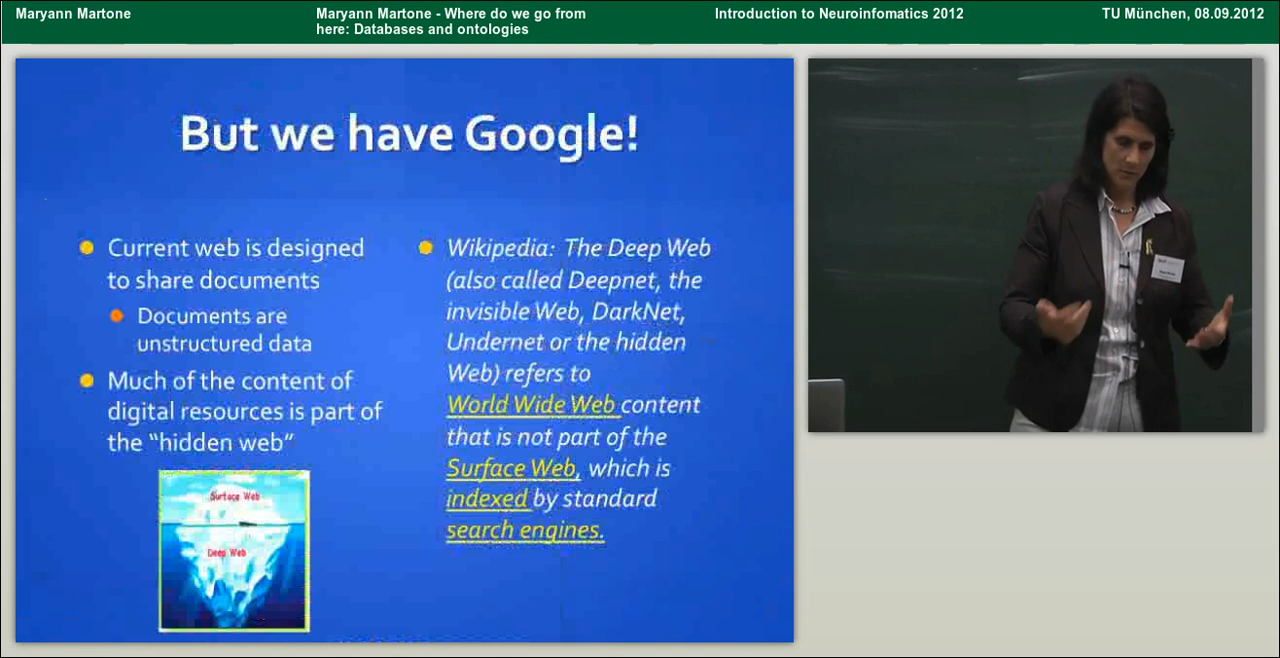 Maryann Martone
Maryann Martone - Where do we go from
here: Databases and ontologies
Introduction to Neuroinfomatics 2012
TU München, 08.09.2012
But we have Google!
Current web is designed
to share documents
Documents are
unstructured data
Much of the content of
digital resources is part of
the “hidden web”
Surface Web
Deep Web
Wikipedia: The Deep Web
(also called Deepnet, the
invisible Web, DarkNet,
Undernet or the hidden
Web) refers to
World Wide Web content
that is not part of the
Surface Web, which is
indexed by standard
search engines.